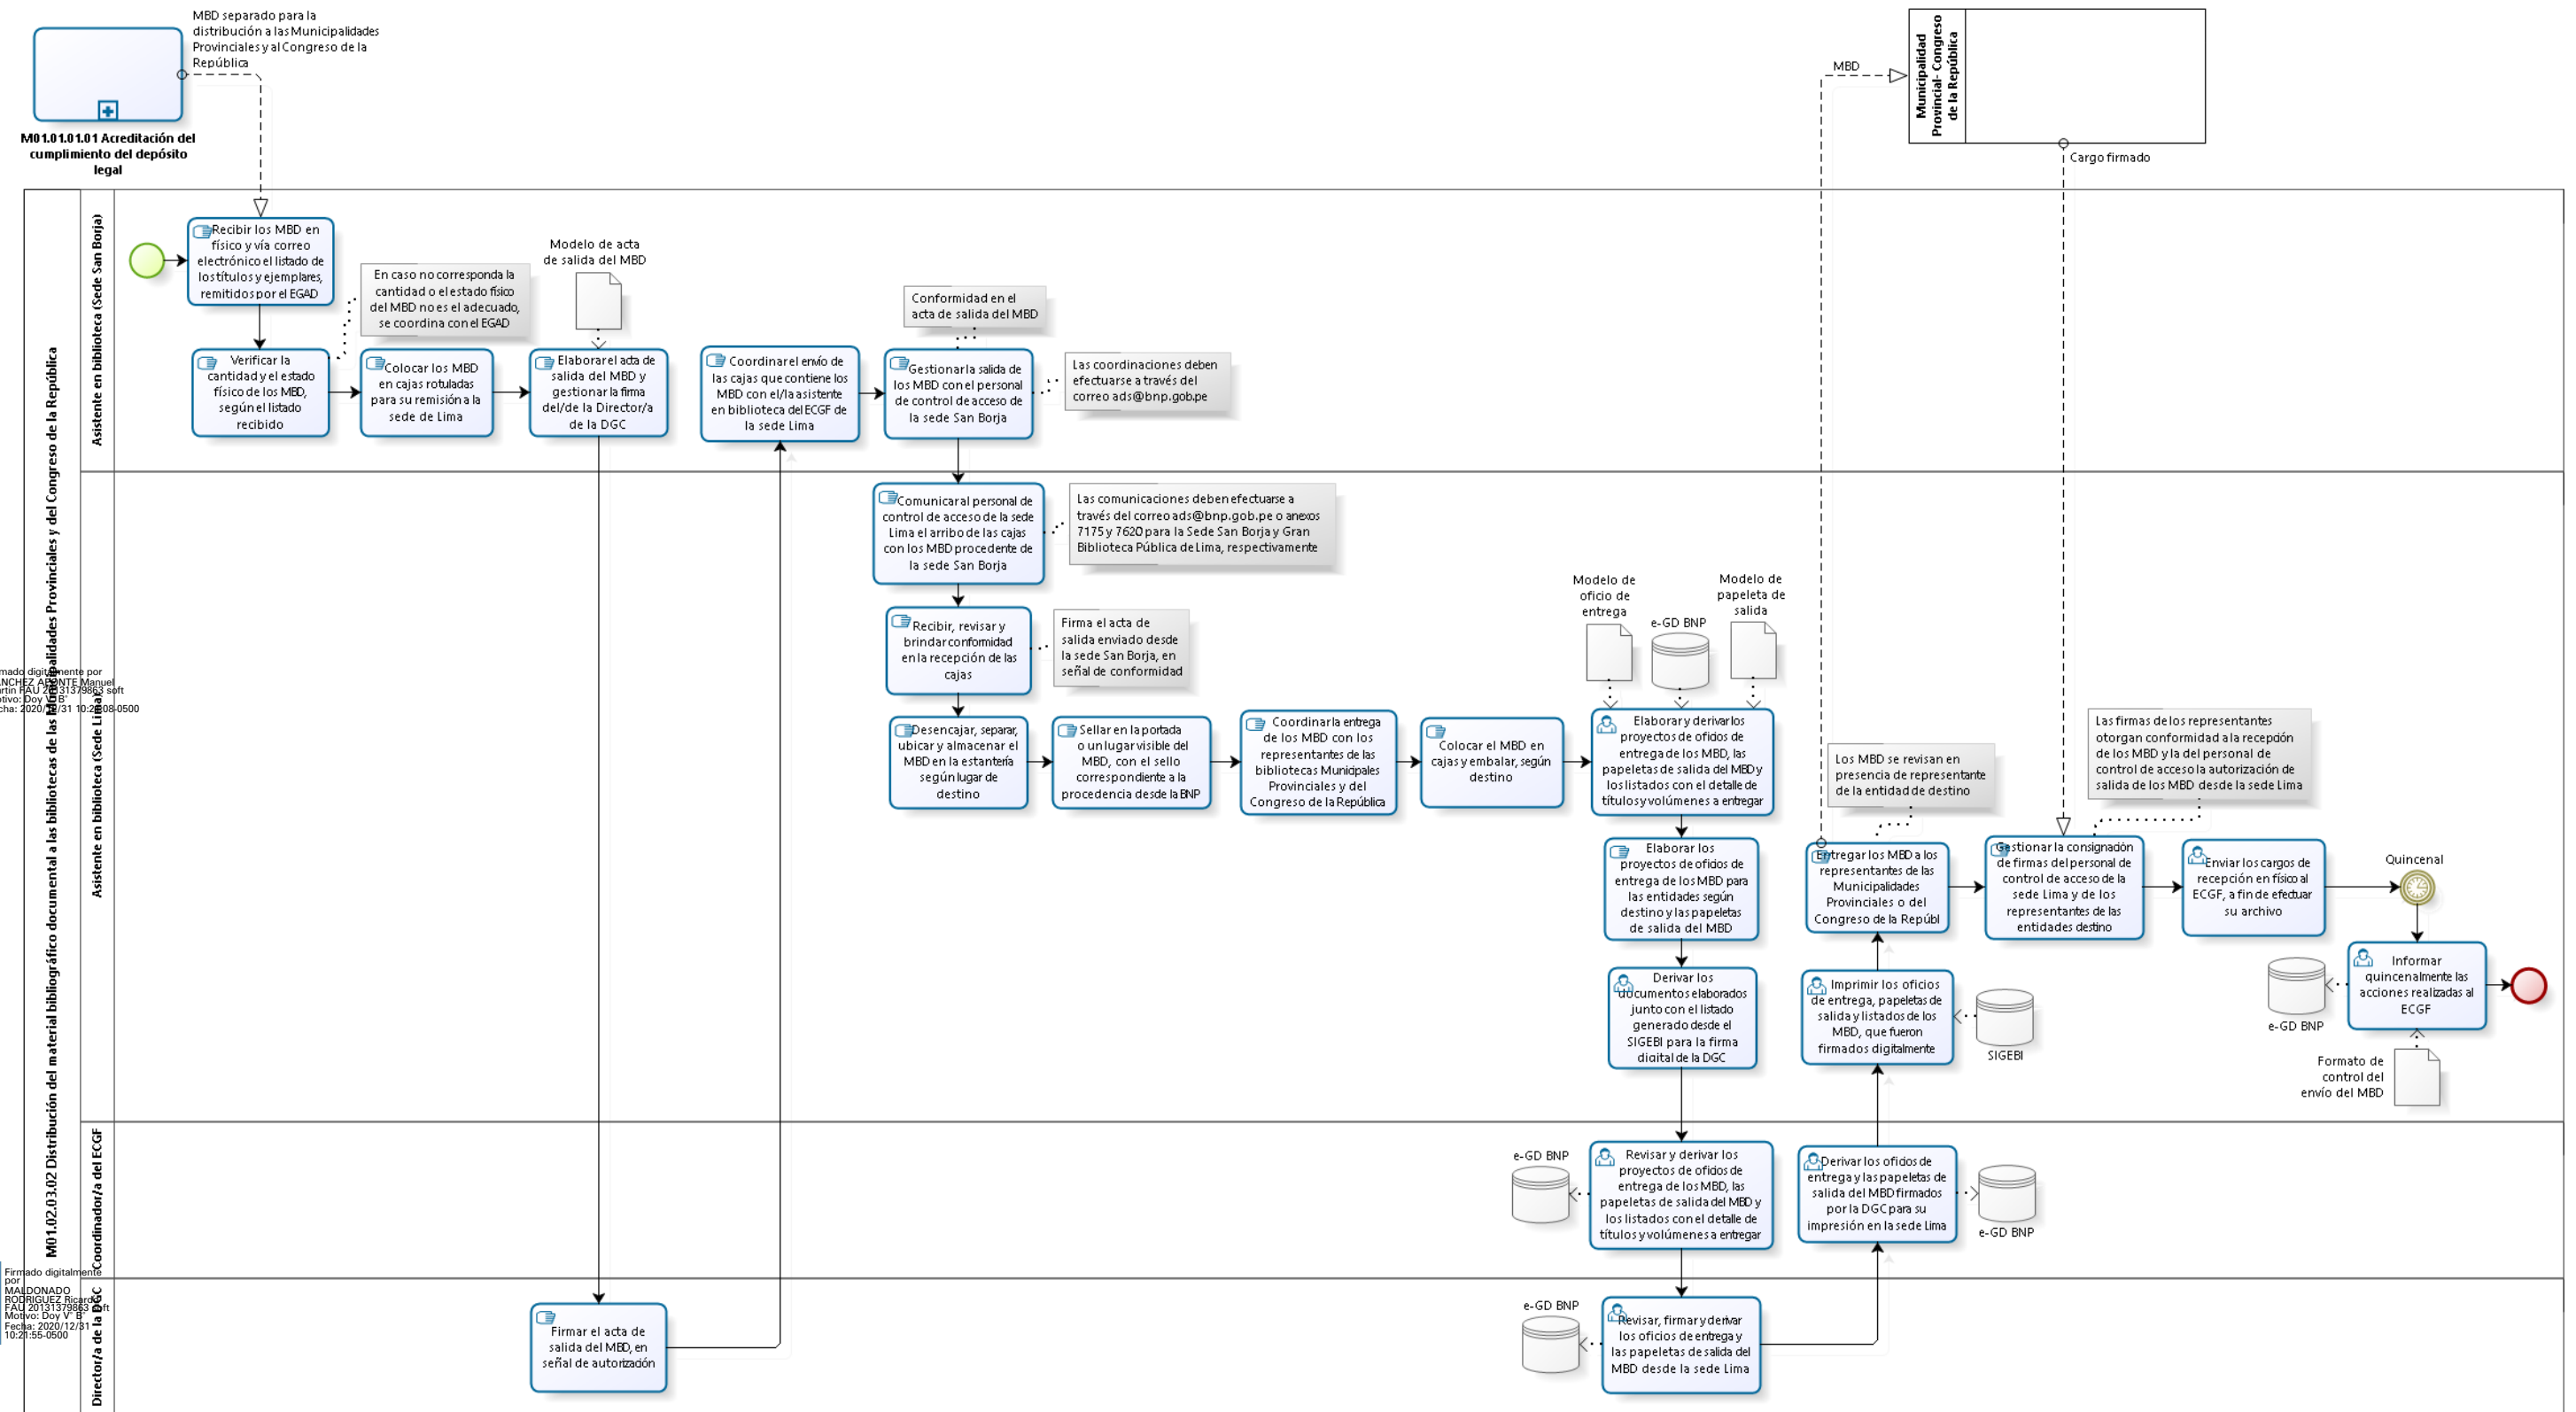 MBD separado para la
distribución a las Municipalidades
Provinciales y al Congreso de la
República
M01.01.01.01 Acreditación del
cumplimiento del depósito
legal
Municipalidad
Provincial- Congreso
de la República
MBD
Cargo firmado
M01.02.03.02 Distribución del material bibliográfico documental a las bibliotecas de las Municipalidades Provinciales y del Congreso de la República
Asistente en biblioteca (Sede San Borja)
Recibir los MBD en
físico y vía correo
electrónico el listado de
los títulos y ejemplares,
remitidos por el EGAD
En caso no corresponda la
cantidad o el estado físico
del MBD no es el adecuado,
se coordina con el EGAD
Modelo de acta
de salida del MBD
Verificar la
cantidad y el estado
físico de los MBD,
según el listado
recibido
Colocar los MBD
en cajas rotuladas
para su remisión a la
sede de Lima
Elaborar el acta de
salida del MBD y
gestionar la firma
del/de la Director/a
de la DGC
Coordinar el envío de
las cajas que contiene los
MBD con el/la asistente
en biblioteca del ECGF de
la sede Lima
Conformidad en el
acta de salida del MBD
Gestionar la salida de
los MBD con el personal
de control de acceso de
la sede San Borja
Las coordinaciones deben
efectuarse a través del
correo ads@bnp.gob.pe
Asistente en biblioteca (Sede Lima)
Comunicar al personal de
control de acceso de la sede
Lima el arribo de las cajas
con los MBD procedente de
la sede San Borja
Las comunicaciones deben efectuarse a
través del correo ads@bnp.gob.pe o anexos
7175 y 7620 para la Sede San Borja y Gran
Biblioteca Pública de Lima, respectivamente
Recibir, revisar y
brindar conformidad
en la recepción de las
cajas
Firma el acta de
salida enviado desde
la sede San Borja, en
señal de conformidad
Desencajar, separar,
ubicar y almacenar el
MBD en la estantería
según lugar de
destino
Sellar en la portada
o un lugar visible del
MBD, con el sello
correspondiente a la
procedencia desde la BNP
Coordinar la entrega
de los MBD con los
representantes de las
bibliotecas Municipales
Provinciales y del
Congreso de la República
Colocar el MBD en
cajas y embalar, según
destino
Modelo de
oficio de
entrega
e-GD BNP
Modelo de
papeleta de
salida
Elaborar y derivar los
proyectos de oficios de
entrega de los MBD, las
papeletas de salida del MBD y
los listados con el detalle de
títulos y volúmenes a entregar
Elaborar los
proyectos de oficios de
entrega de los MBD para
las entidades según
destino y las papeletas
de salida del MBD
Derivar los
documentos elaborados
junto con el listado
generado desde el
SIGEBI para la firma
digital de la DGC
Los MBD se revisan en
presencia de representante
de la entidad de destino
Las firmas de los representantes
otorgan conformidad a la recepción
de los MBD y la del personal de
control de acceso la autorización de
salida de los MBD desde la sede Lima
Entregar los MBD a los
representantes de las
Municipalidades
Provinciales o del
Congreso de la Repúbl
Gestionar la consignación
de firmas del personal de
control de acceso de la
sede Lima y de los
representantes de las
entidades destino
Enviar los cargos de
recepción en físico al
ECGF, a fin de efectuar
su archivo
Quincenal
Imprimir los oficios
de entrega, papeletas de
salida y listados de los
MBD, que fueron
firmados digitalmente
SIGEBI
e-GD BNP
Informar
quincenalmente las
acciones realizadas al
ECGF
Formato de
control del
envío del MBD
Coordinador/a del ECGF
e-GD BNP
Revisar y derivar los
proyectos de oficios de
entrega de los MBD, las
papeletas de salida del MBD y
los listados con el detalle de
títulos y volúmenes a entregar
Derivar los oficios de
entrega y las papeletas de
salida del MBD firmados
por la DGC para su
impresión en la sede Lima
e-GD BNP
Director/a de la DGC
Firmar el acta de
salida del MBD, en
señal de autorización
e-GD BNP
Revisar, firmar y derivar
los oficios de entrega y
las papeletas de salida del
MBD desde la sede Lima
mado digitalmente por
NCHEZ APONTE Manuel
artin FAU 20131379863 soft
otivo: Doy V° B°
cha: 2020/12/31 10:2 :08-0500
Firmado digitalmente
por
MALDONADO
RODRIGUEZ Ricardo
FAU 20131379863 soft
Motivo: Doy V° B°
Fecha: 2020/12/31
10:21:55-0500